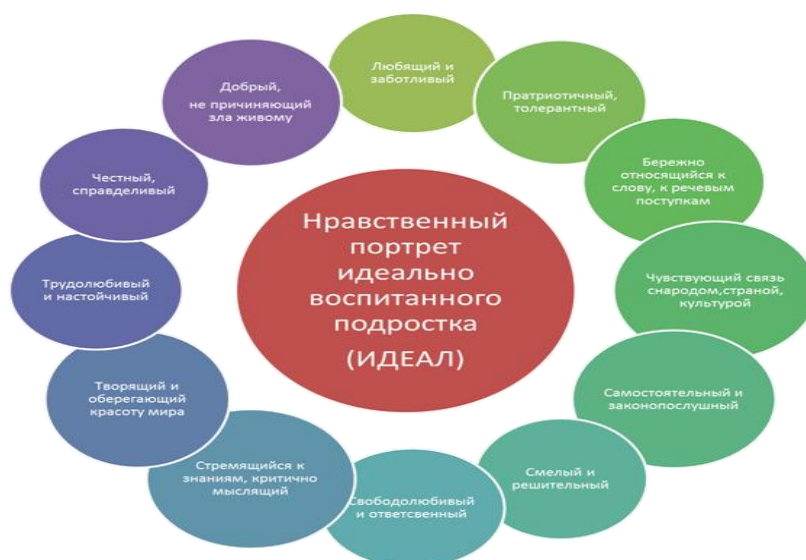 Любящий и
заботливый
Пратриотичный,
толерантный
Бережно
относящийся к
слову, к речевым
поступкам
Чувствующий связь
снародом,страной,
культурой
Самостоятельный и
законопослушный
Смелый и
решительный
Свободолюбивый
и ответсвенный
Стремящийся к
знаниям, критично
мыслящий
Творящий и
оберегающий
красоту мира
Трудолюбивый
и настойчивый
Честный,
справделивый
Добрый,
не причиняющий
зла живому
Нравственный
портрет
идеально
воспитанного
подростка
(ИДЕАЛ)